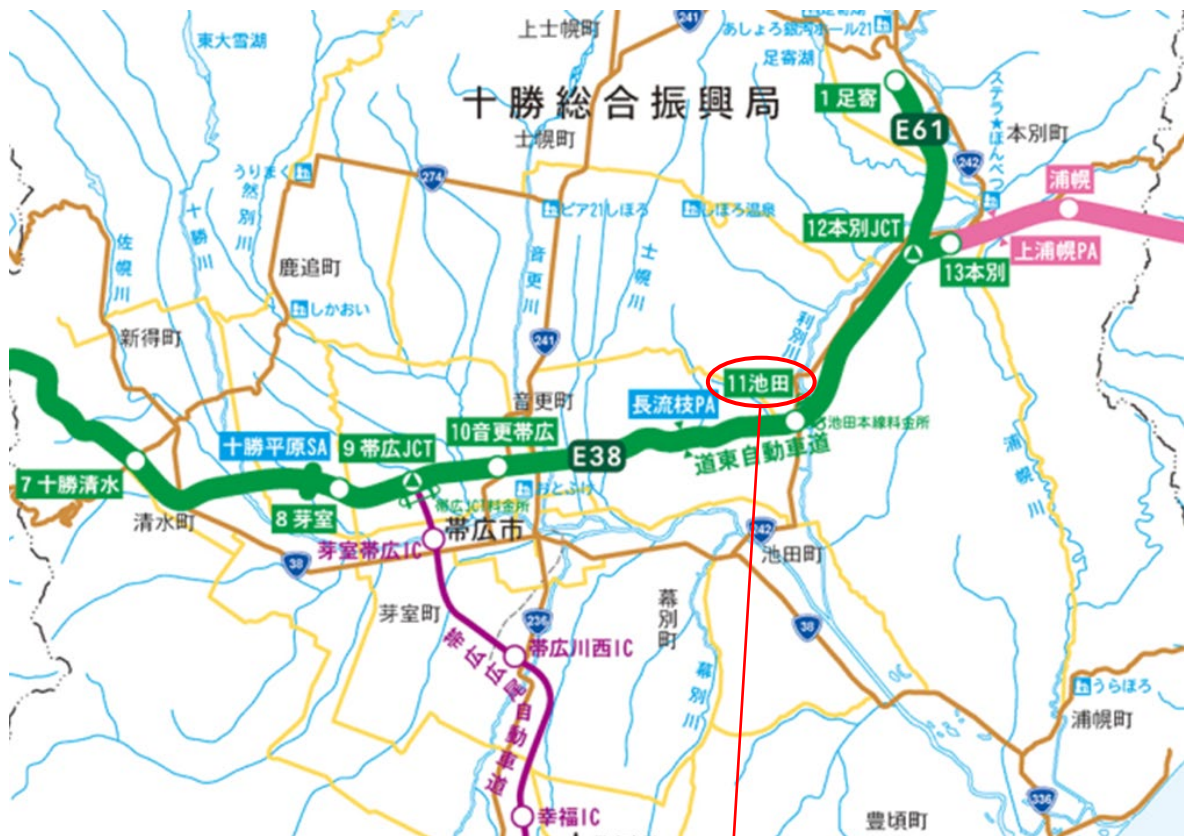 241
東大雪湖
上士幌町
あしょろ銀河ホール21
足寄湖
1 足寄
十勝総合振興局
E61
ステラ★ほんべつ
本別町
士幌町
242
うりまく
然別川
274
浦幌
十勝川
ピア21しほろ
しほろ温泉
12本別JCT
佐幌川
音更川
士幌川
上浦幌PA
鹿追町
13本別
しかおい
利別川
新得町
241
11池田
音更町
長流枝PA
池田本線料金所
10音更帯広
十勝平原SA
9 帯広JCT
E38
道東自動車道
浦幌川
7 十勝清水
おとふけ
帯広JCT料金所
8 芽室
清水町
帯広市
242
芽室帯広IC
池田町
38
芽室町
幕別町
236
38
帯広川西IC
帯広広尾自動車道
幕別川
うらほろ
浦幌町
336
幸福IC
豊頃町